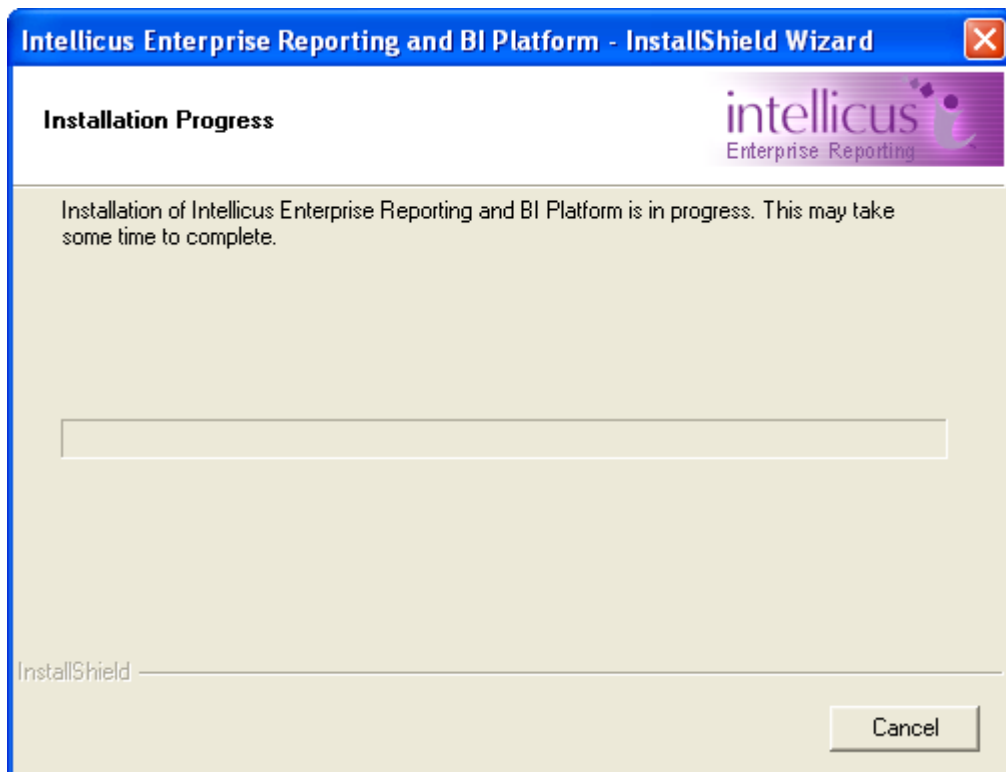 Intellicus Enterprise Reporting and BI Platform - InstallShield Wizard
Installation Progress
intellicus
Enterprise Reporting
Installation of Intellicus Enterprise Reporting and BI Platform is in progress. This may take
some time to complete.
InstallShield
Cancel